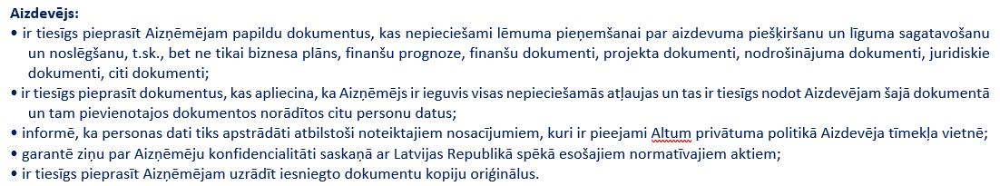 Aizdevējs:
• ir tiesīgs pieprasīt Aizņēmējam papildu dokumentus, kas nepieciešami lēmuma pieņemšanai par aizdevuma piešķiršanu un līguma sagatavošanu
un noslēgšanu, t.sk., bet ne tikai biznesa plāns, finanšu prognoze, finanšu dokumenti, projekta dokumenti, nodrošinājuma dokumenti, juridiskie
dokumenti, citi dokumenti;
• ir tiesīgs pieprasīt dokumentus, kas apliecina, ka Aizņēmējs ir ieguvis visas nepieciešamās atļaujas un tas ir tiesīgs nodot Aizdevējam šajā dokumentā
un tam pievienotajos dokumentos norādītos citu personu datus;
• informē, ka personas dati tiks apstrādāti atbilstoši noteiktajiem nosacījumiem, kuri ir pieejami Altum privātuma politikā Aizdevēja tīmekļa vietnē;
• garantē ziņu par Aizņēmēju konfidencialitāti saskaņā ar Latvijas Republikā spēkā esošajiem normatīvajiem aktiem;
• ir tiesīgs pieprasīt Aizņēmējam uzrādīt iesniegto dokumentu kopiju oriģinālus.